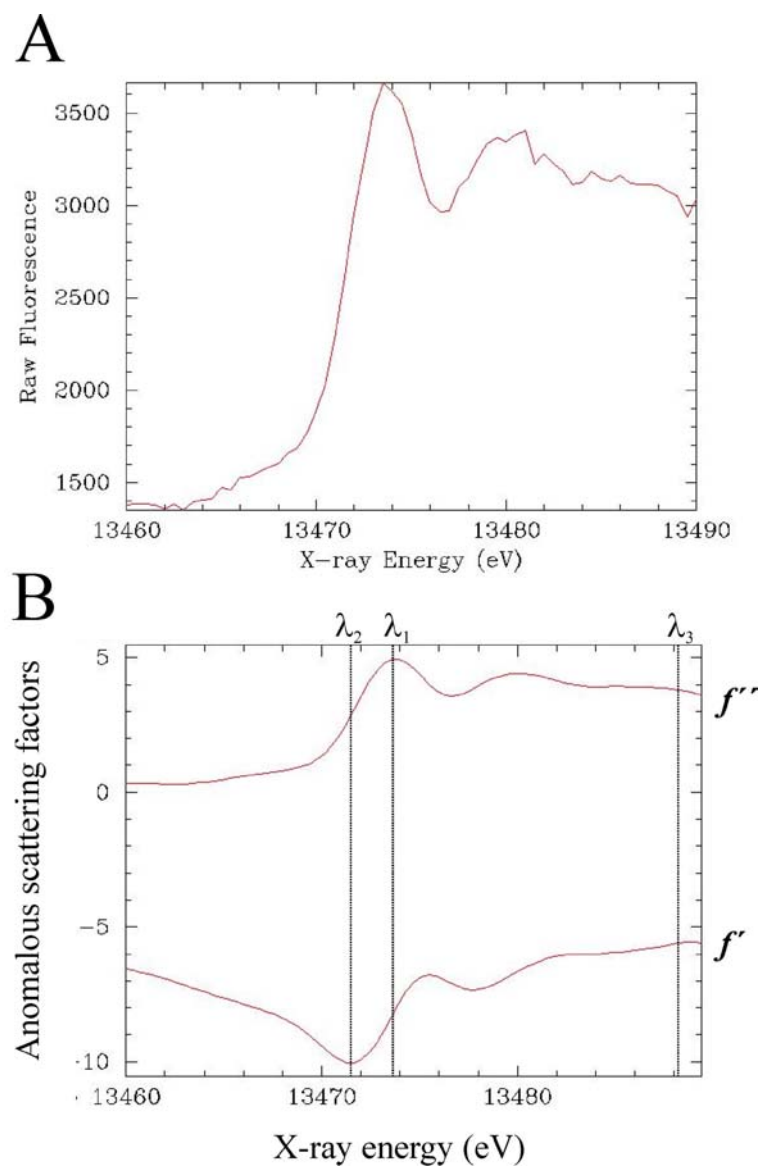 A
3500
3000
2500
2000
1500
Raw Fluorescence
13460 13470 13480 13490
X-ray Energy (eV)
B
λ2 λ1 λ3
5
0
-5
-10
f′′
f′
Anomalous scattering factors
13460 13470 13480
X-ray energy (eV)